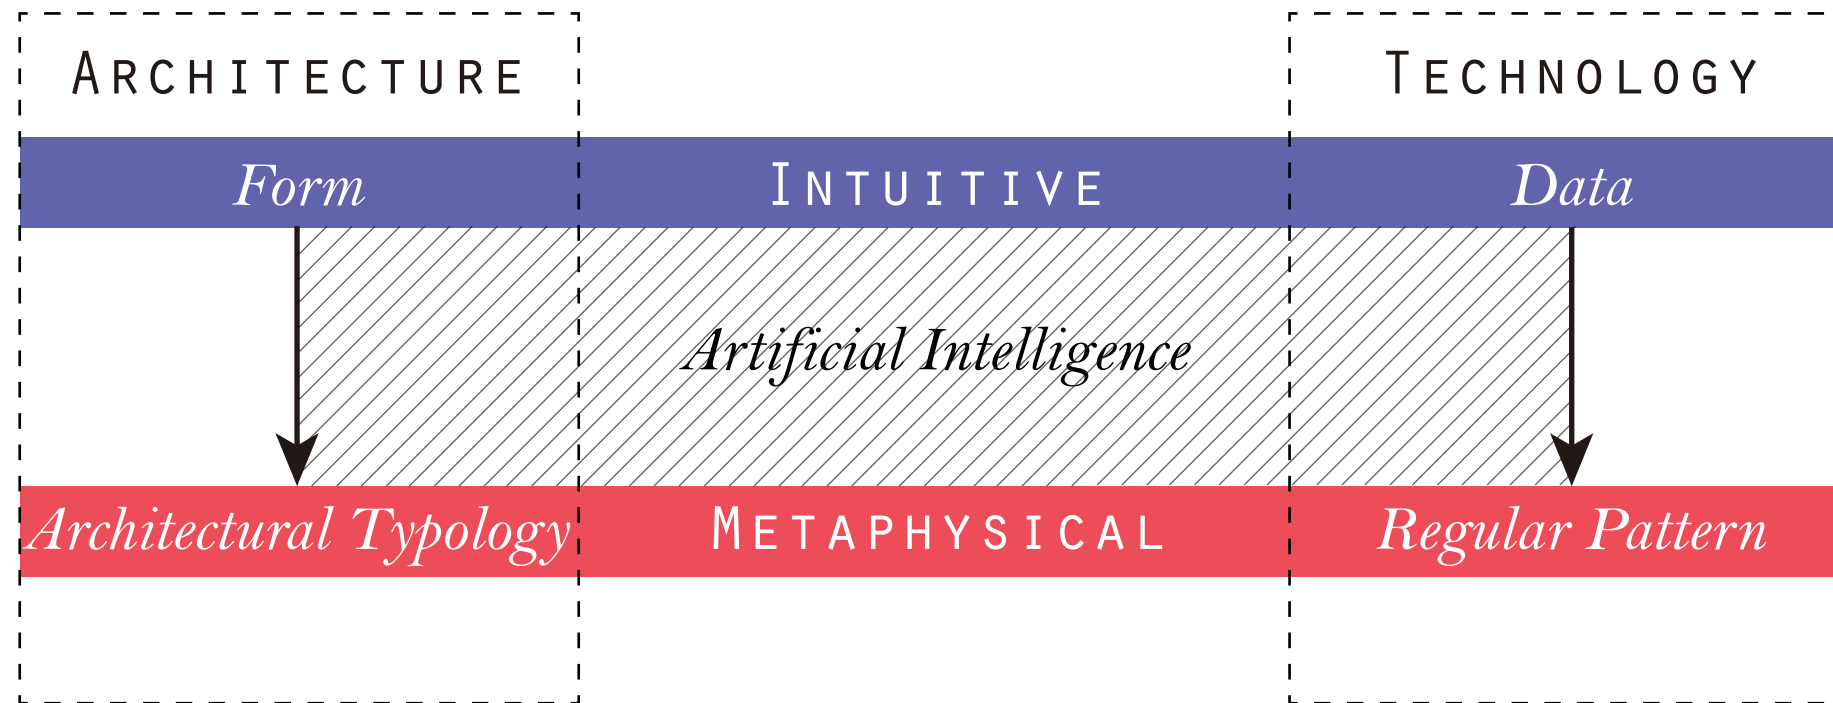 ARCHITECTURE
TECHNOLOGY
Form
INTUITIVE
Data
Artificial Intelligence
Architectural Typology
METAPHYSICAL
Regular Pattern